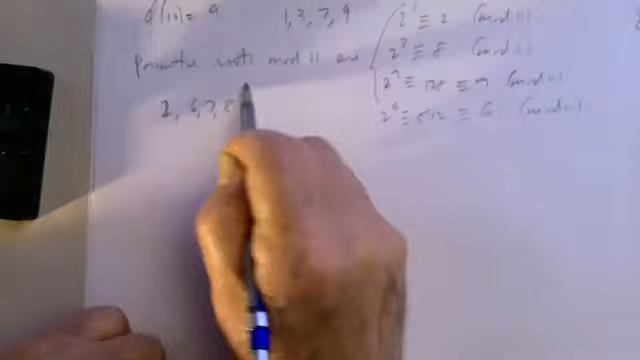 φ(10) = 4 1, 3, 7, 9
2¹ ≡ 2 (mod 11)
Primitive roots mod 11 are 2³ ≡ 8 (mod 11)
2⁷ ≡ 128 ≡ 7 (mod 11)
2, 6, 7, 8 2⁹ ≡ 512 ≡ 6 (mod 11)